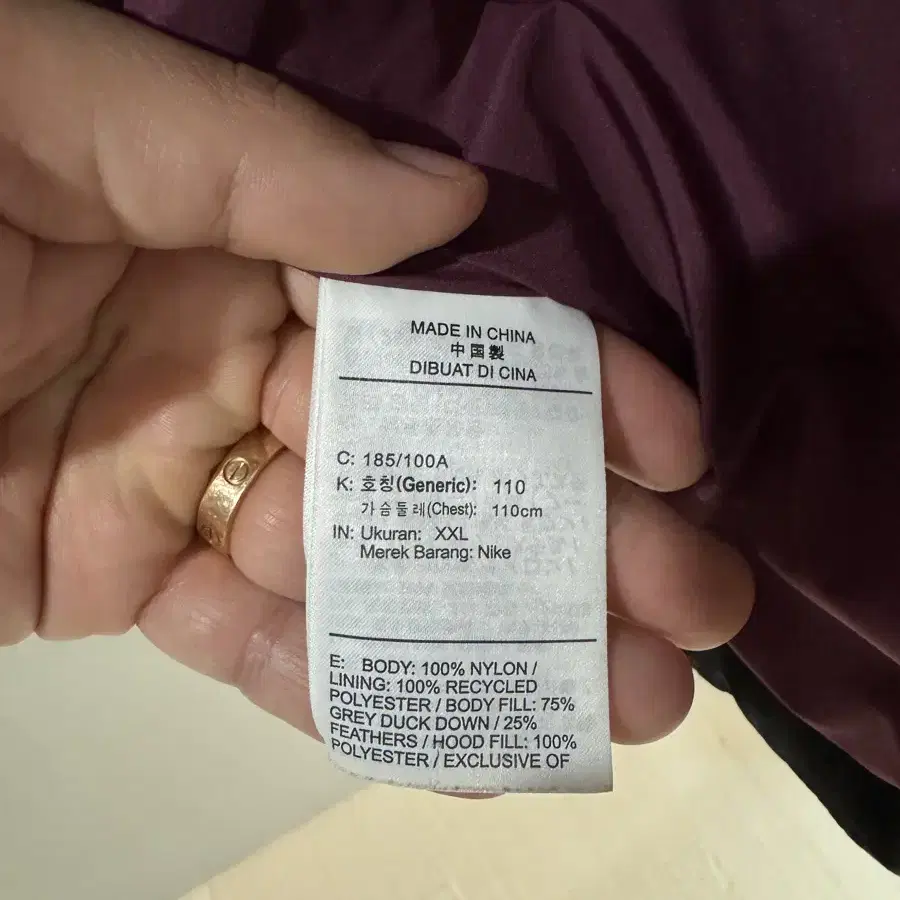 MADE IN CHINA
中国製
DIBUAT DI CINA
C: 185/100A
K: 호칭(Generic): 110
가슴둘레(Chest): 110cm
IN: Ukuran: XXL
Merek Barang: Nike
E: BODY: 100% NYLON /
LINING: 100% RECYCLED
POLYESTER / BODY FILL: 75%
GREY DUCK DOWN / 25%
FEATHERS / HOOD FILL: 100%
POLYESTER / EXCLUSIVE OF